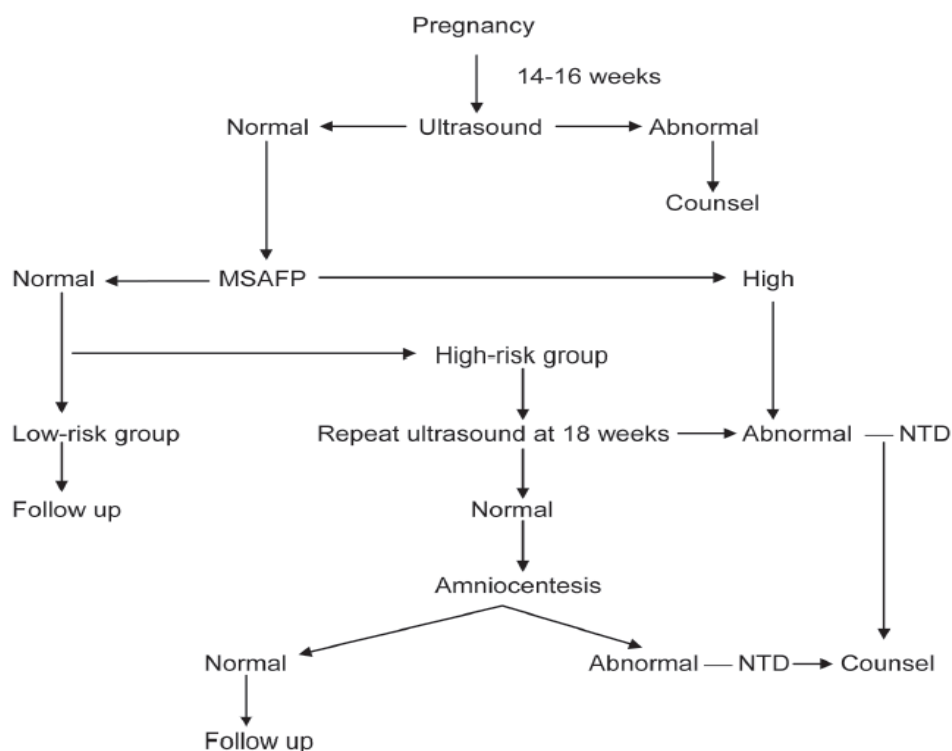 Pregnancy
14-16 weeks
Normal Ultrasound Abnormal
Counsel
Normal MSAFP High
High-risk group
Low-risk group Repeat ultrasound at 18 weeks Abnormal — NTD
Follow up Normal
Amniocentesis
Normal Abnormal — NTD Counsel
Follow up